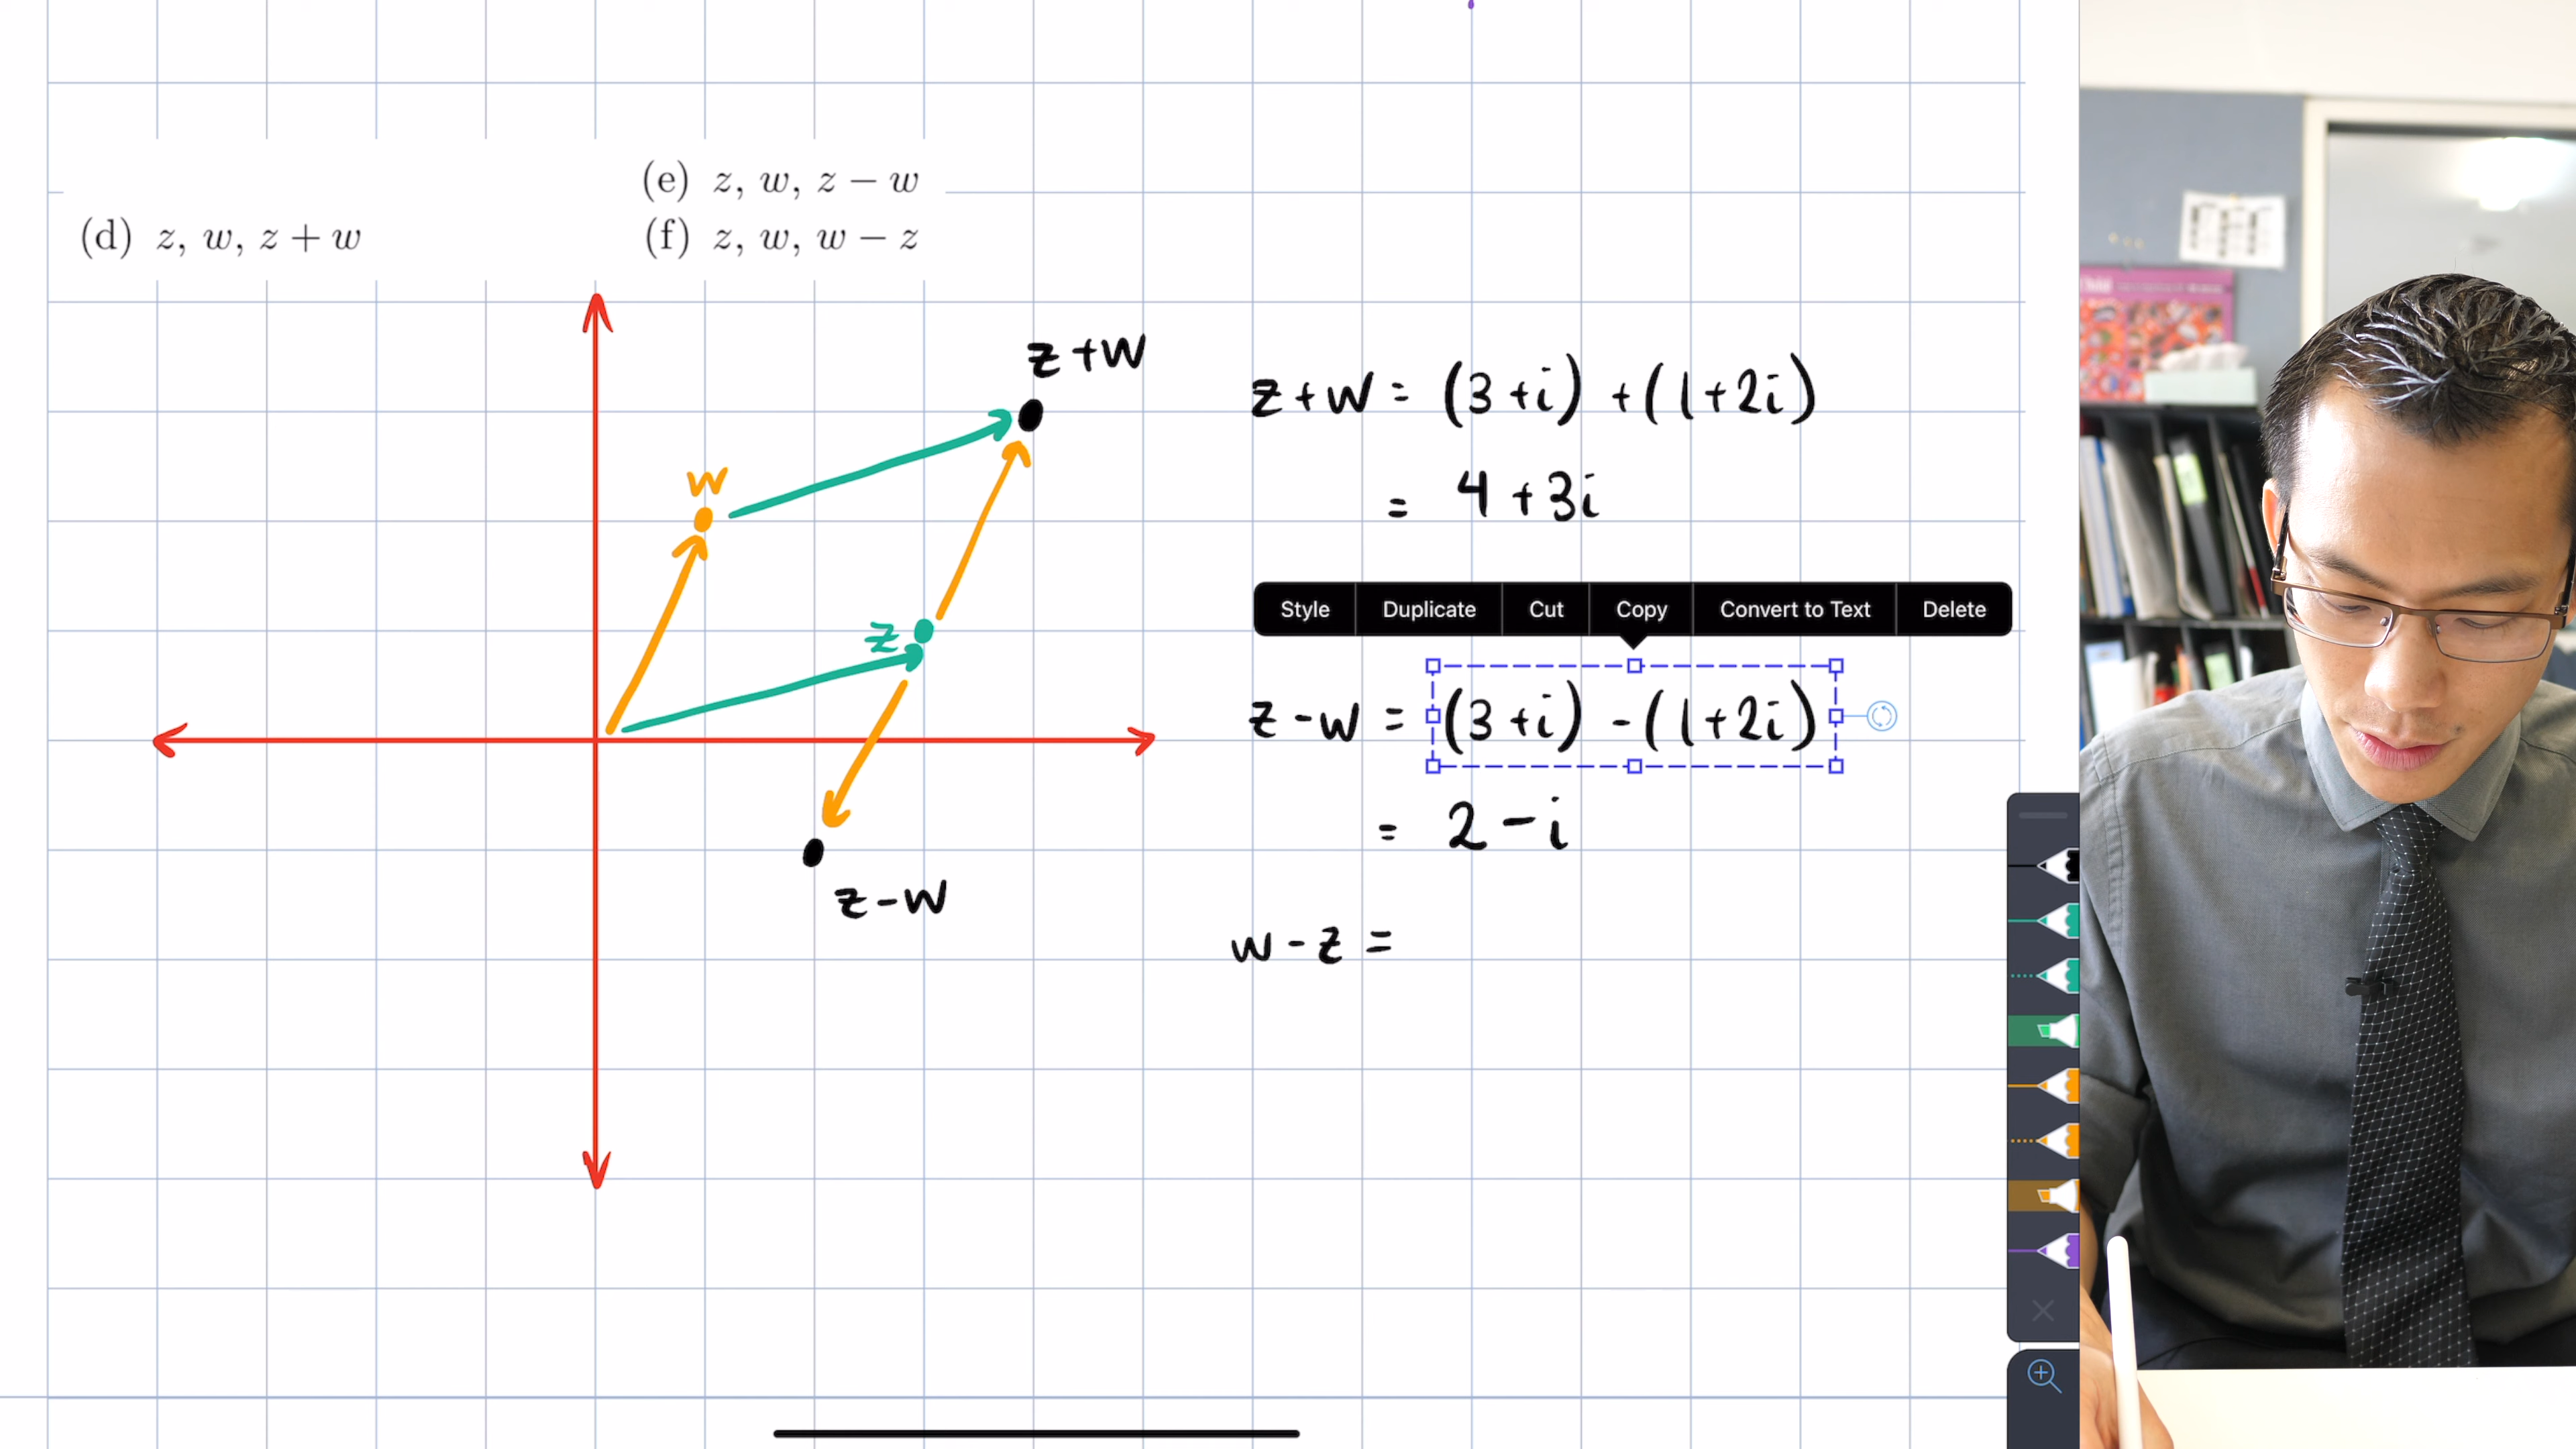 (e) z, w, z − w
(d) z, w, z + w
(f) z, w, w − z
z + w
w
z
z - w
z + w = (3 + i) + (1 + 2i)
= 4 + 3i
Style Duplicate Cut Copy Convert to Text Delete
z - w = (3 + i) - (1 + 2i)
= 2 - i
w - z =